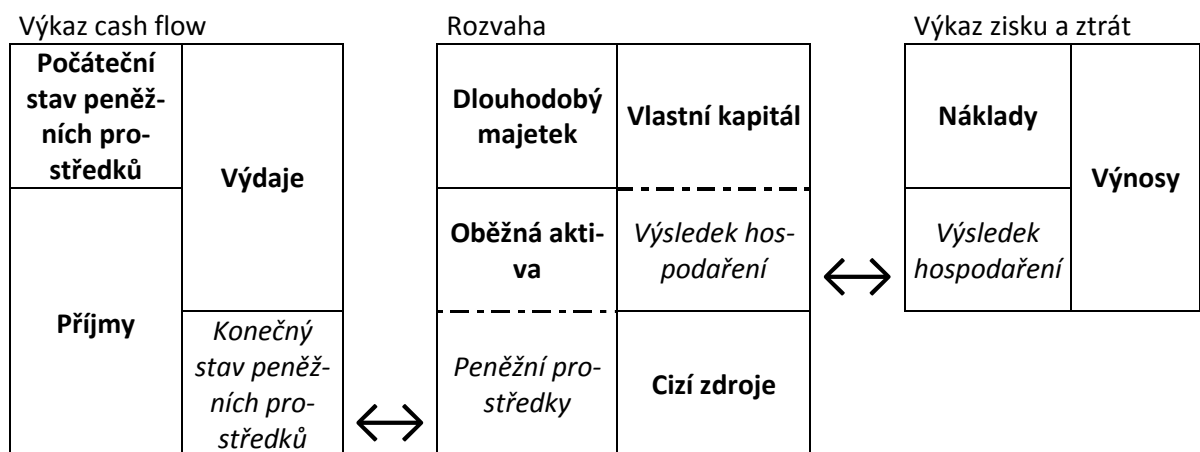 Výkaz cash flow
Počáteční
stav peněž-
ních pro-
středků
Výdaje
Příjmy
Konečný
stav peněž-
ních pro-
středků
Rozvaha
Dlouhodobý
majetek
Vlastní kapitál
Oběžná akti-
va
Výsledek hos-
podaření
Peněžní pro-
středky
Cizí zdroje
Výkaz zisku a ztrát
Náklady
Výnosy
Výsledek
hospodaření